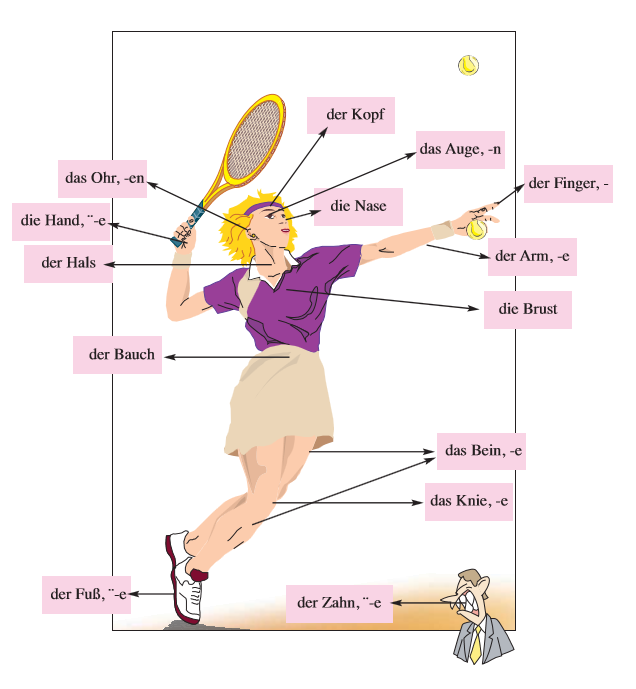 der Kopf
das Auge, -n
das Ohr, -en
der Finger, -
die Nase
die Hand, ¨-e
der Hals
der Arm, -e
die Brust
der Bauch
das Bein, -e
das Knie, -e
der Fuß, ¨-e
der Zahn, ¨-e